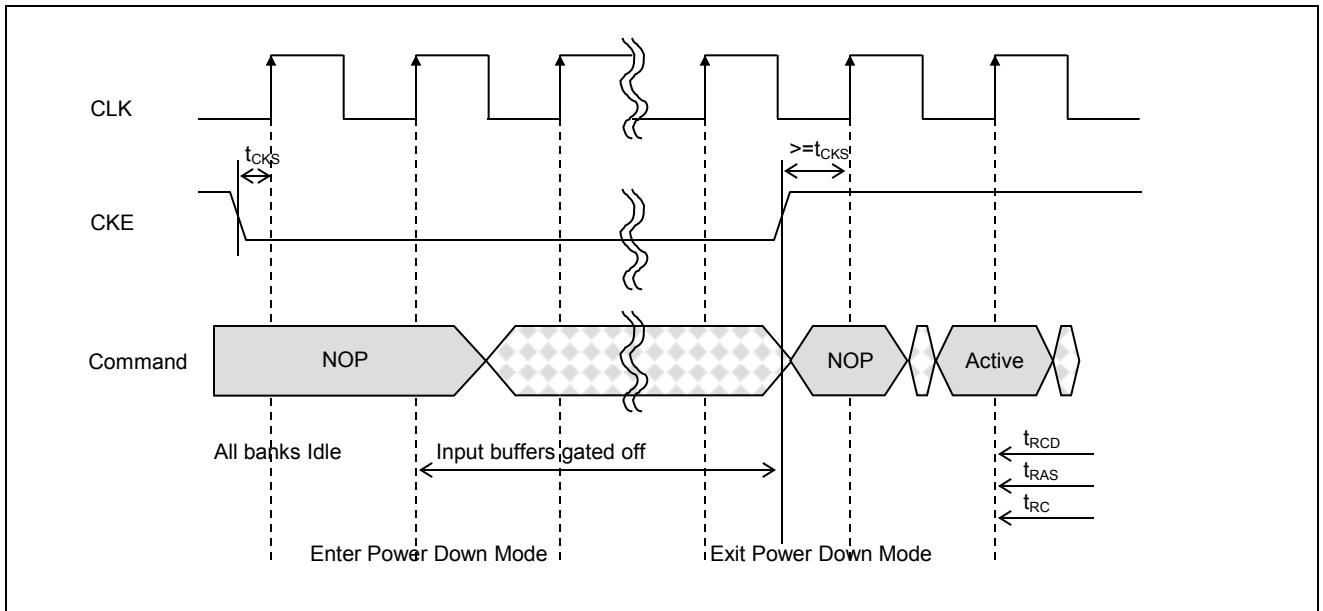 CLK
tCKS
>=tCKS
CKE
Command
NOP
NOP
Active
All banks Idle
Input buffers gated off
tRCD
tRAS
tRC
Enter Power Down Mode
Exit Power Down Mode